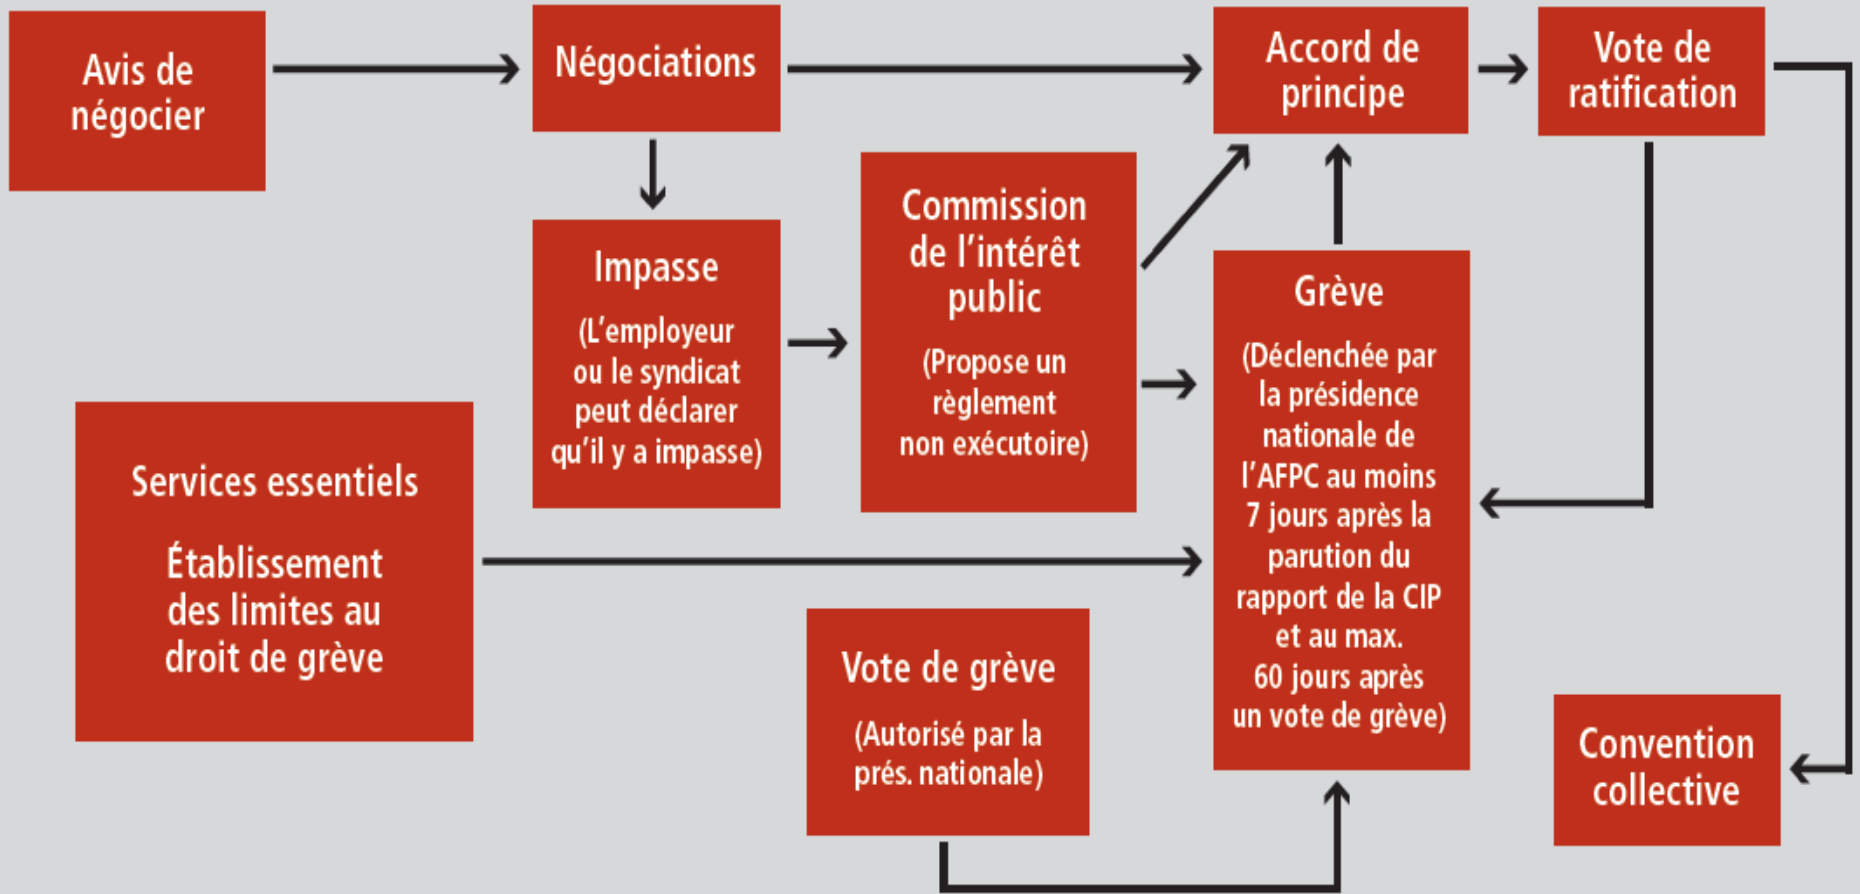 Avis de
négocier
Négociations
Accord de
principe
Vote de
ratification
Impasse
(L'employeur
ou le syndicat
peut déclarer
qu'il y a impasse)
Commission
de l'intérêt
public
(Propose un
règlement
non exécutoire)
Grève
(Déclenchée par
la présidence
nationale de
l'AFPC au moins
7 jours après la
parution du
rapport de la CIP
et au max.
60 jours après
un vote de grève)
Services essentiels
Établissement
des limites au
droit de grève
Vote de grève
(Autorisé par la
prés. nationale)
Convention
collective